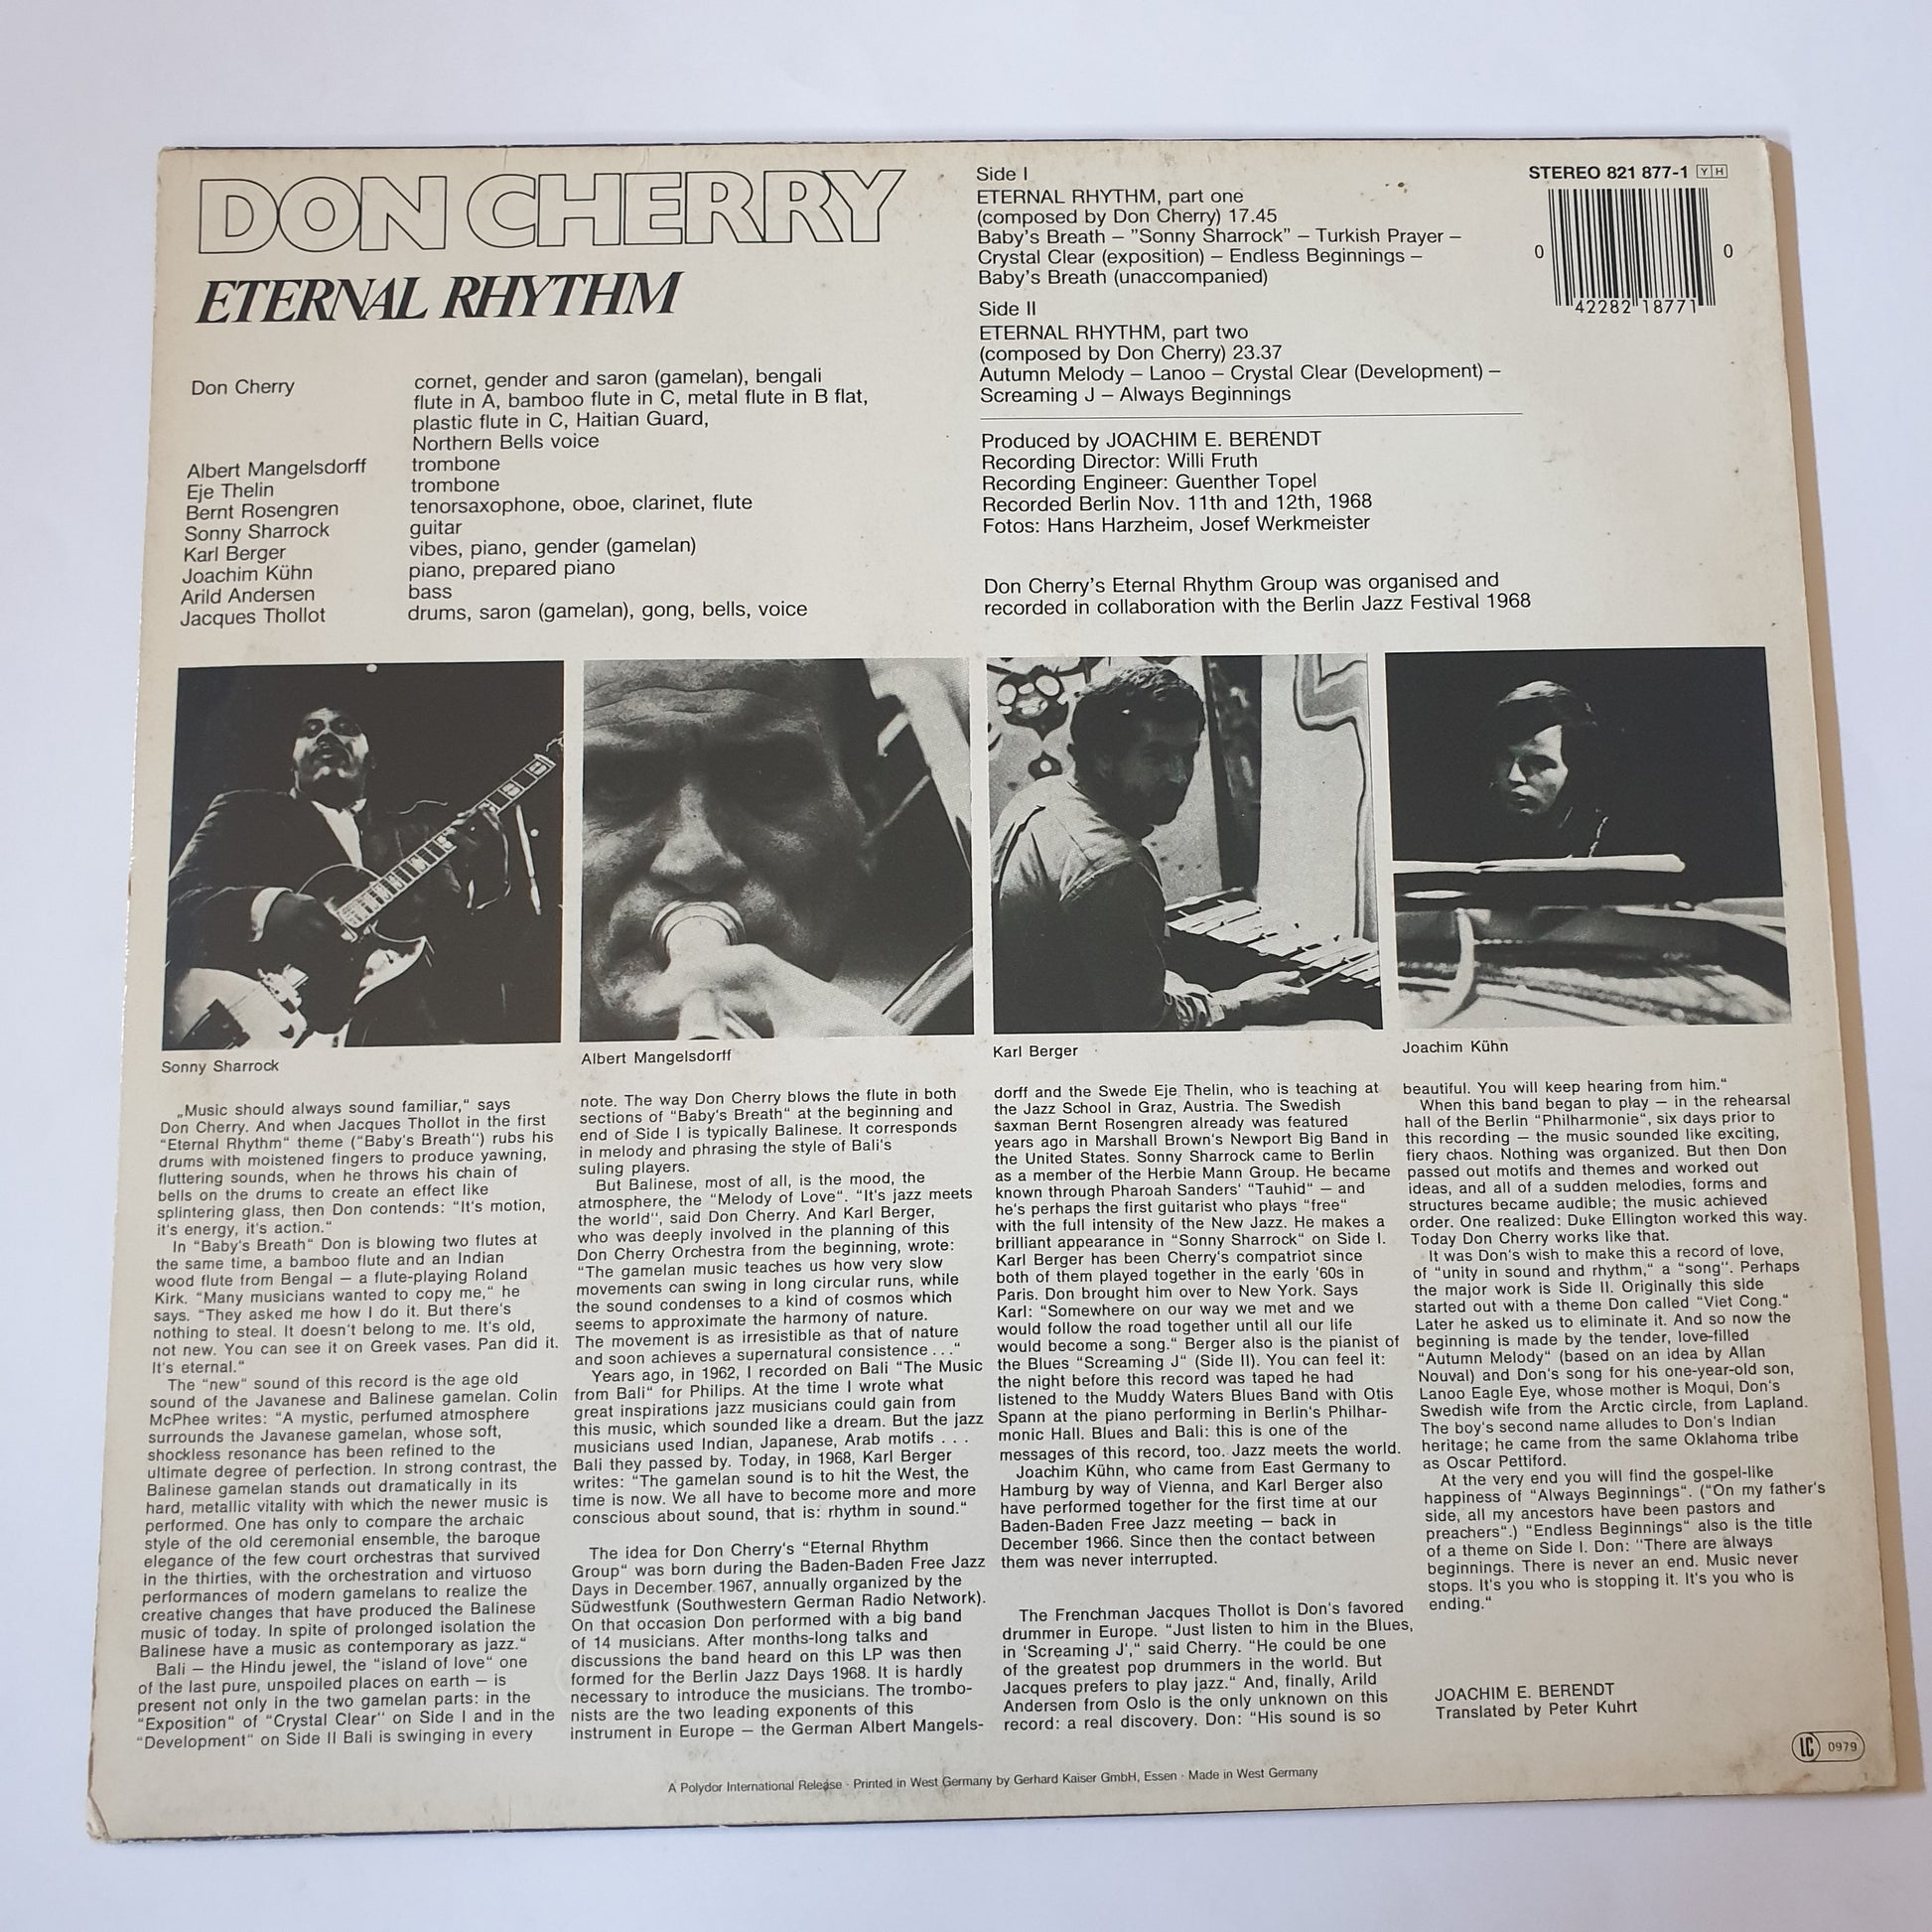 DON CHERRY
ETERNAL RHYTHM
Don Cherry cornet, gender and saron (gamelan), bengali
flute in A, bamboo flute in C, metal flute in B flat,
plastic flute in C, Haitian Guard,
Northern Bells voice
Albert Mangelsdorff trombone
Eje Thelin trombone
Bernt Rosengren tenorsaxophone, oboe, clarinet, flute
Sonny Sharrock guitar
Karl Berger vibes, piano, gender (gamelan)
Joachim Kühn piano, prepared piano
Arild Andersen bass
Jacques Thollot drums, saron (gamelan), gong, bells, voice
Side I
ETERNAL RHYTHM, part one
(composed by Don Cherry) 17.45
Baby's Breath – "Sonny Sharrock" – Turkish Prayer –
Crystal Clear (exposition) – Endless Beginnings –
Baby's Breath (unaccompanied)
Side II
ETERNAL RHYTHM, part two
(composed by Don Cherry) 23.37
Autumn Melody – Lanoo – Crystal Clear (Development) –
Screaming J – Always Beginnings
Produced by JOACHIM E. BERENDT
Recording Director: Willi Fruth
Recording Engineer: Guenther Topel
Recorded Berlin Nov. 11th and 12th, 1968
Fotos: Hans Harzheim, Josef Werkmeister
Don Cherry's Eternal Rhythm Group was organised and
recorded in collaboration with the Berlin Jazz Festival 1968
STEREO 821 877-1 Y H
0 42282 18771 0
Sonny Sharrock
Albert Mangelsdorff
Karl Berger
Joachim Kühn
„Music should always sound familiar,“ says
Don Cherry. And when Jacques Thollot in the first
“Eternal Rhythm“ theme (“Baby's Breath“) rubs his
drums with moistened fingers to produce yawning,
fluttering sounds, when he throws his chain of
bells on the drums to create an effect like
splintering glass, then Don contends: “It's motion,
it's energy, it's action.“
In “Baby's Breath“ Don is blowing two flutes at
the same time, a bamboo flute and an Indian
wood flute from Bengal – a flute-playing Roland
Kirk. “Many musicians wanted to copy me,“ he
says. “They asked me how I do it. But there's
nothing to steal. It doesn't belong to me. It's old,
not new. You can see it on Greek vases. Pan did it.
It's eternal.“
The “new“ sound of this record is the age old
sound of the Javanese and Balinese gamelan. Colin
McPhee writes: “A mystic, perfumed atmosphere
surrounds the Javanese gamelan, whose soft,
shockless resonance has been refined to the
ultimate degree of perfection. In strong contrast, the
Balinese gamelan stands out dramatically in its
hard, metallic vitality with which the newer music is
performed. One has only to compare the archaic
style of the old ceremonial ensemble, the baroque
elegance of the few court orchestras that survived
in the thirties, with the orchestration and virtuoso
performances of modern gamelans to realize the
creative changes that have produced the Balinese
music of today. In spite of prolonged isolation the
Balinese have a music as contemporary as jazz.“
Bali – the Hindu jewel, the “island of love“ one
of the last pure, unspoiled places on earth – is
present not only in the two gamelan parts: in the
“Exposition“ of “Crystal Clear“ on Side I and in the
“Development“ on Side II Bali is swinging in every
note. The way Don Cherry blows the flute in both
sections of “Baby's Breath“ at the beginning and
end of Side I is typically Balinese. It corresponds
in melody and phrasing the style of Bali's
suling players.
But Balinese, most of all, is the mood, the
atmosphere, the “Melody of Love“. “It's jazz meets
the world“, said Don Cherry. And Karl Berger,
who was deeply involved in the planning of this
Don Cherry Orchestra from the beginning, wrote:
“The gamelan music teaches us how very slow
movements can swing in long circular runs, while
the sound condenses to a kind of cosmos which
seems to approximate the harmony of nature.
The movement is as irresistible as that of nature
and soon achieves a supernatural consistence . . .“
Years ago, in 1962, I recorded on Bali “The Music
from Bali“ for Philips. At the time I wrote what
great inspirations jazz musicians could gain from
this music, which sounded like a dream. But the jazz
musicians used Indian, Japanese, Arab motifs . . .
Bali they passed by. Today, in 1968, Karl Berger
writes: “The gamelan sound is to hit the West, the
time is now. We all have to become more and more
conscious about sound, that is: rhythm in sound.“
The idea for Don Cherry's “Eternal Rhythm
Group“ was born during the Baden-Baden Free Jazz
Days in December 1967, annually organized by the
Südwestfunk (Southwestern German Radio Network).
On that occasion Don performed with a big band
of 14 musicians. After months-long talks and
discussions the band heard on this LP was then
formed for the Berlin Jazz Days 1968. It is hardly
necessary to introduce the musicians. The trombo-
nists are the two leading exponents of this
instrument in Europe – the German Albert Mangels-
dorff and the Swede Eje Thelin, who is teaching at
the Jazz School in Graz, Austria. The Swedish
saxman Bernt Rosengren already was featured
years ago in Marshall Brown's Newport Big Band in
the United States. Sonny Sharrock came to Berlin
as a member of the Herbie Mann Group. He became
known through Pharoah Sanders' “Tauhid“ – and
he's perhaps the first guitarist who plays “free“
with the full intensity of the New Jazz. He makes a
brilliant appearance in “Sonny Sharrock“ on Side I.
Karl Berger has been Cherry's compatriot since
both of them played together in the early '60s in
Paris. Don brought him over to New York. Says
Karl: “Somewhere on our way we met and we
would follow the road together until all our life
would become a song.“ Berger also is the pianist of
the Blues “Screaming J“ (Side II). You can feel it:
the night before this record was taped he had
listened to the Muddy Waters Blues Band with Otis
Spann at the piano performing in Berlin's Philhar-
monic Hall. Blues and Bali: this is one of the
messages of this record, too. Jazz meets the world.
Joachim Kühn, who came from East Germany to
Hamburg by way of Vienna, and Karl Berger also
have performed together for the first time at our
Baden-Baden Free Jazz meeting – back in
December 1966. Since then the contact between
them was never interrupted.
The Frenchman Jacques Thollot is Don's favored
drummer in Europe. “Just listen to him in the Blues,
in 'Screaming J',“ said Cherry. “He could be one
of the greatest pop drummers in the world. But
Jacques prefers to play jazz.“ And, finally, Arild
Andersen from Oslo is the only unknown on this
record: a real discovery. Don: “His sound is so
beautiful. You will keep hearing from him.“
When this band began to play – in the rehearsal
hall of the Berlin “Philharmonie“, six days prior to
this recording – the music sounded like exciting,
fiery chaos. Nothing was organized. But then Don
passed out motifs and themes and worked out
ideas, and all of a sudden melodies, forms and
structures became audible; the music achieved
order. One realized: Duke Ellington worked this way.
Today Don Cherry works like that.
It was Don's wish to make this a record of love,
of “unity in sound and rhythm,“ a “song“. Perhaps
the major work is Side II. Originally this side
started out with a theme Don called “Viet Cong.“
Later he asked us to eliminate it. And so now the
beginning is made by the tender, love-filled
“Autumn Melody“ (based on an idea by Allan
Nouval) and Don's song for his one-year-old son,
Lanoo Eagle Eye, whose mother is Moqui, Don's
Swedish wife from the Arctic circle, from Lapland.
The boy's second name alludes to Don's Indian
heritage; he came from the same Oklahoma tribe
as Oscar Pettiford.
At the very end you will find the gospel-like
happiness of “Always Beginnings“. (“On my father's
side, all my ancestors have been pastors and
preachers“.) “Endless Beginnings“ also is the title
of a theme on Side I. Don: “There are always
beginnings. There is never an end. Music never
stops. It's you who is stopping it. It's you who is
ending.“
JOACHIM E. BERENDT
Translated by Peter Kuhrt
LC 0979
A Polydor International Release · Printed in West Germany by Gerhard Kaiser GmbH, Essen · Made in West Germany